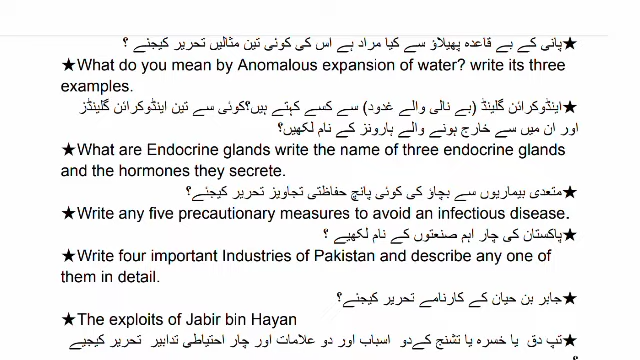 ★پانی کے بے قاعدہ پھیلاؤ سے کیا مراد ہے اس کی کوئی تین مثالیں تحریر کیجئے ؟
★What do you mean by Anomalous expansion of water? write its three
examples.
★اینڈوکرائن گلینڈ (بے نالی والے غدود) سے کسے کہتے ہیں؟کوئی سے تین اینڈوکرائن گلینڈز
اور ان میں سے خارج ہونے والے ہارونز کے نام لکھیں؟
★What are Endocrine glands write the name of three endocrine glands
and the hormones they secrete.
★متعدی بیماریوں سے بچاؤ کی کوئی پانچ حفاظتی تجاویز تحریر کیجئے؟
★Write any five precautionary measures to avoid an infectious disease.
★پاکستان کی چار اہم صنعتوں کے نام لکھیے ؟
★Write four important Industries of Pakistan and describe any one of
them in detail.
★جابر بن حیان کے کارنامے تحریر کیجئے؟
★The exploits of Jabir bin Hayan
★تپ دق یا خسرہ یا تشنج کے دو اسباب اور دو علامات اور چار احتیاطی تدابیر تحریر کیجیے